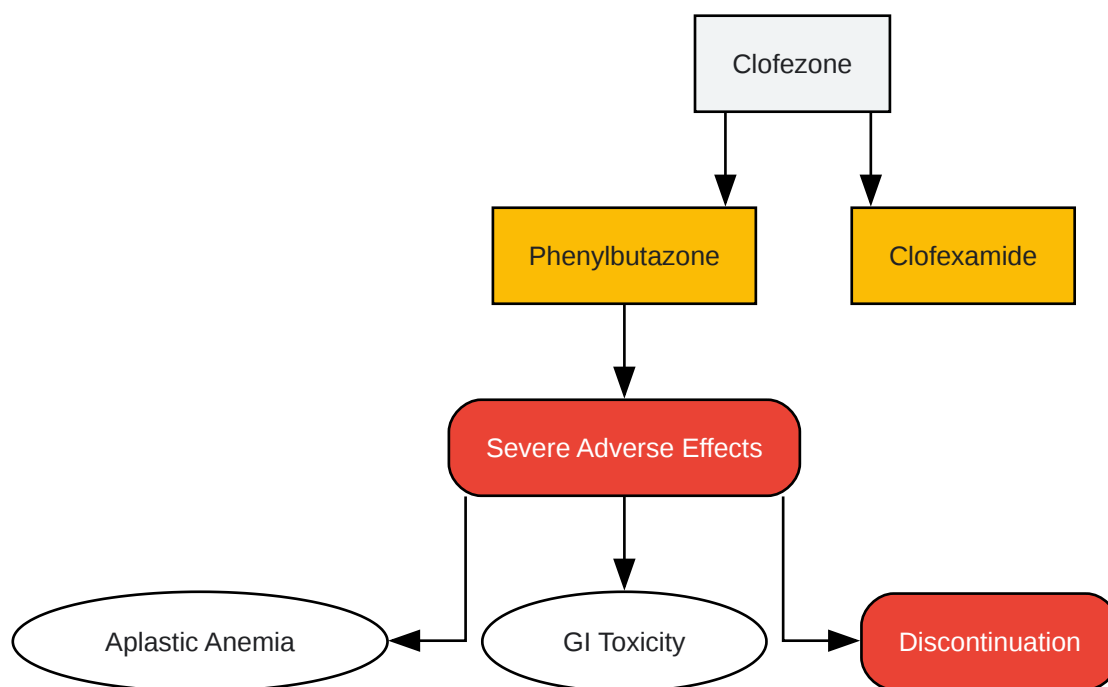 Clofezone
Phenylbutazone
Clofexamide
Severe Adverse Effects
Aplastic Anemia
GI Toxicity
Discontinuation